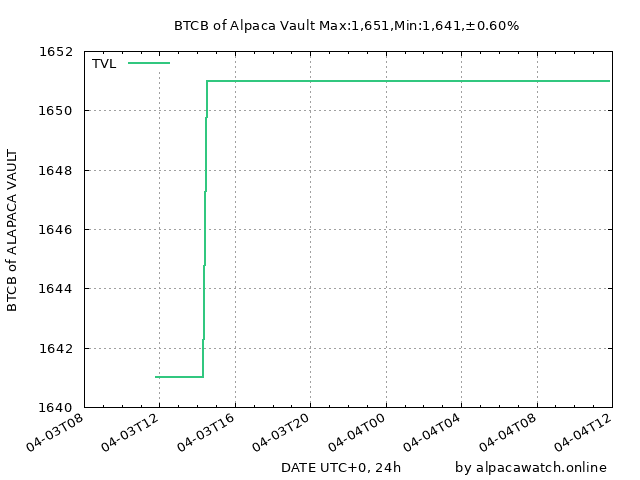 BTCB of Alpaca Vault Max:1,651,Min:1,641,±0.60%
TVL
1652
1650
1648
1646
1644
1642
1640
BTCB of ALAPACA VAULT
04-03T08
04-03T12
04-03T16
04-03T20
04-04T00
04-04T04
04-04T08
04-04T12
DATE UTC+0, 24h
by alpacawatch.online